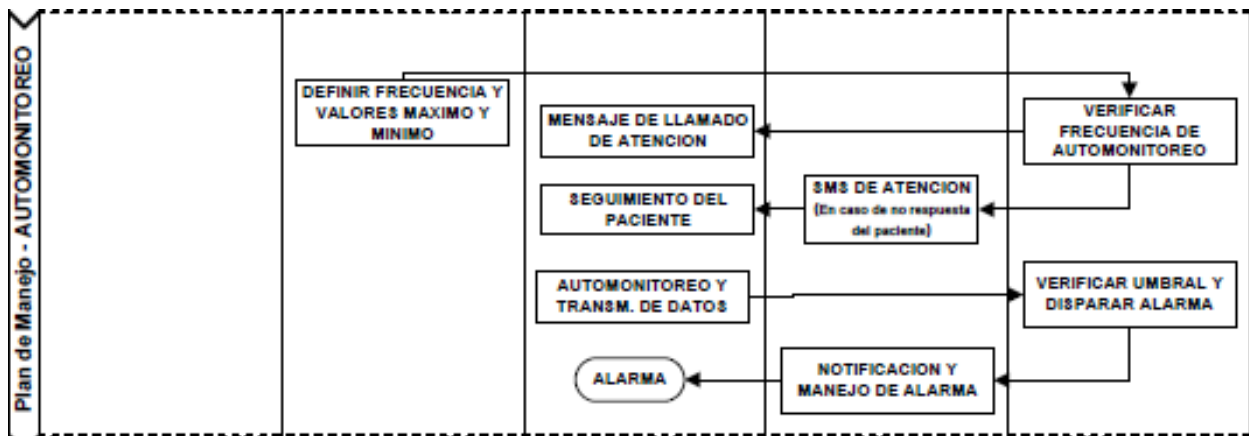 Plan de Manejo - AUTOMONITOREO
DEFINIR FRECUENCIA Y
VALORES MAXIMO Y
MINIMO
MENSAJE DE LLAMADO
DE ATENCION
VERIFICAR
FRECUENCIA DE
AUTOMONITOREO
SEGUIMIENTO DEL
PACIENTE
SMS DE ATENCION
(En caso de no respuesta
del paciente)
AUTOMONITOREO Y
TRANSM. DE DATOS
VERIFICAR UMBRAL Y
DISPARAR ALARMA
ALARMA
NOTIFICACION Y
MANEJO DE ALARMA